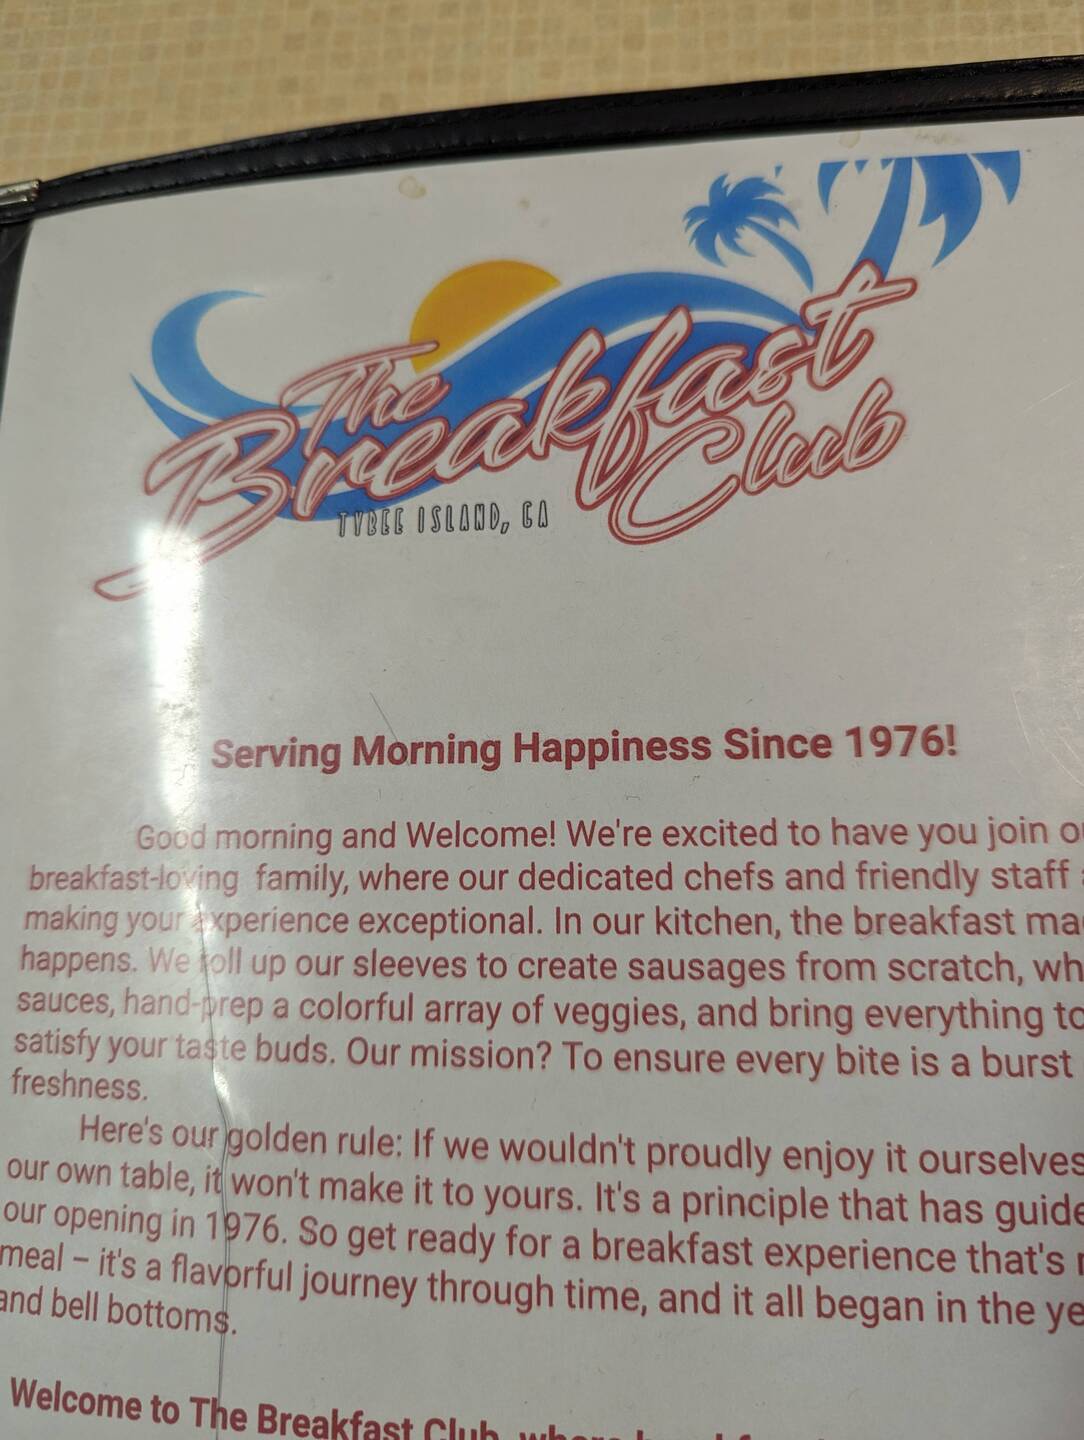 The
Breakfast
Club
TYBEE ISLAND, GA
Serving Morning Happiness Since 1976!
Good morning and Welcome! We're excited to have you join
breakfast-loving family, where our dedicated chefs and friendly staff
making your experience exceptional. In our kitchen, the breakfast
happens. We roll up our sleeves to create sausages from scratch,
sauces, hand-prep a colorful array of veggies, and bring everything
satisfy your taste buds. Our mission? To ensure every bite is a burst
freshness.
Here's our golden rule: If we wouldn't proudly enjoy it ourselves
our own table, it won't make it to yours. It's a principle that has
our opening in 1976. So get ready for a breakfast experience that's
meal – it's a flavorful journey through time, and it all began in the
and bell bottoms.
Welcome to The Breakfast Club, where